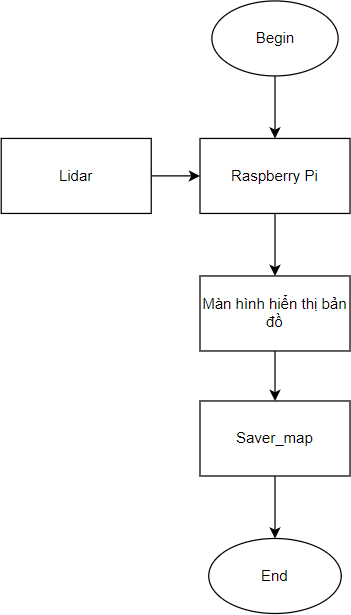 Begin
Lidar
Raspberry Pi
Màn hình hiển thị bản
đồ
Saver_map
End